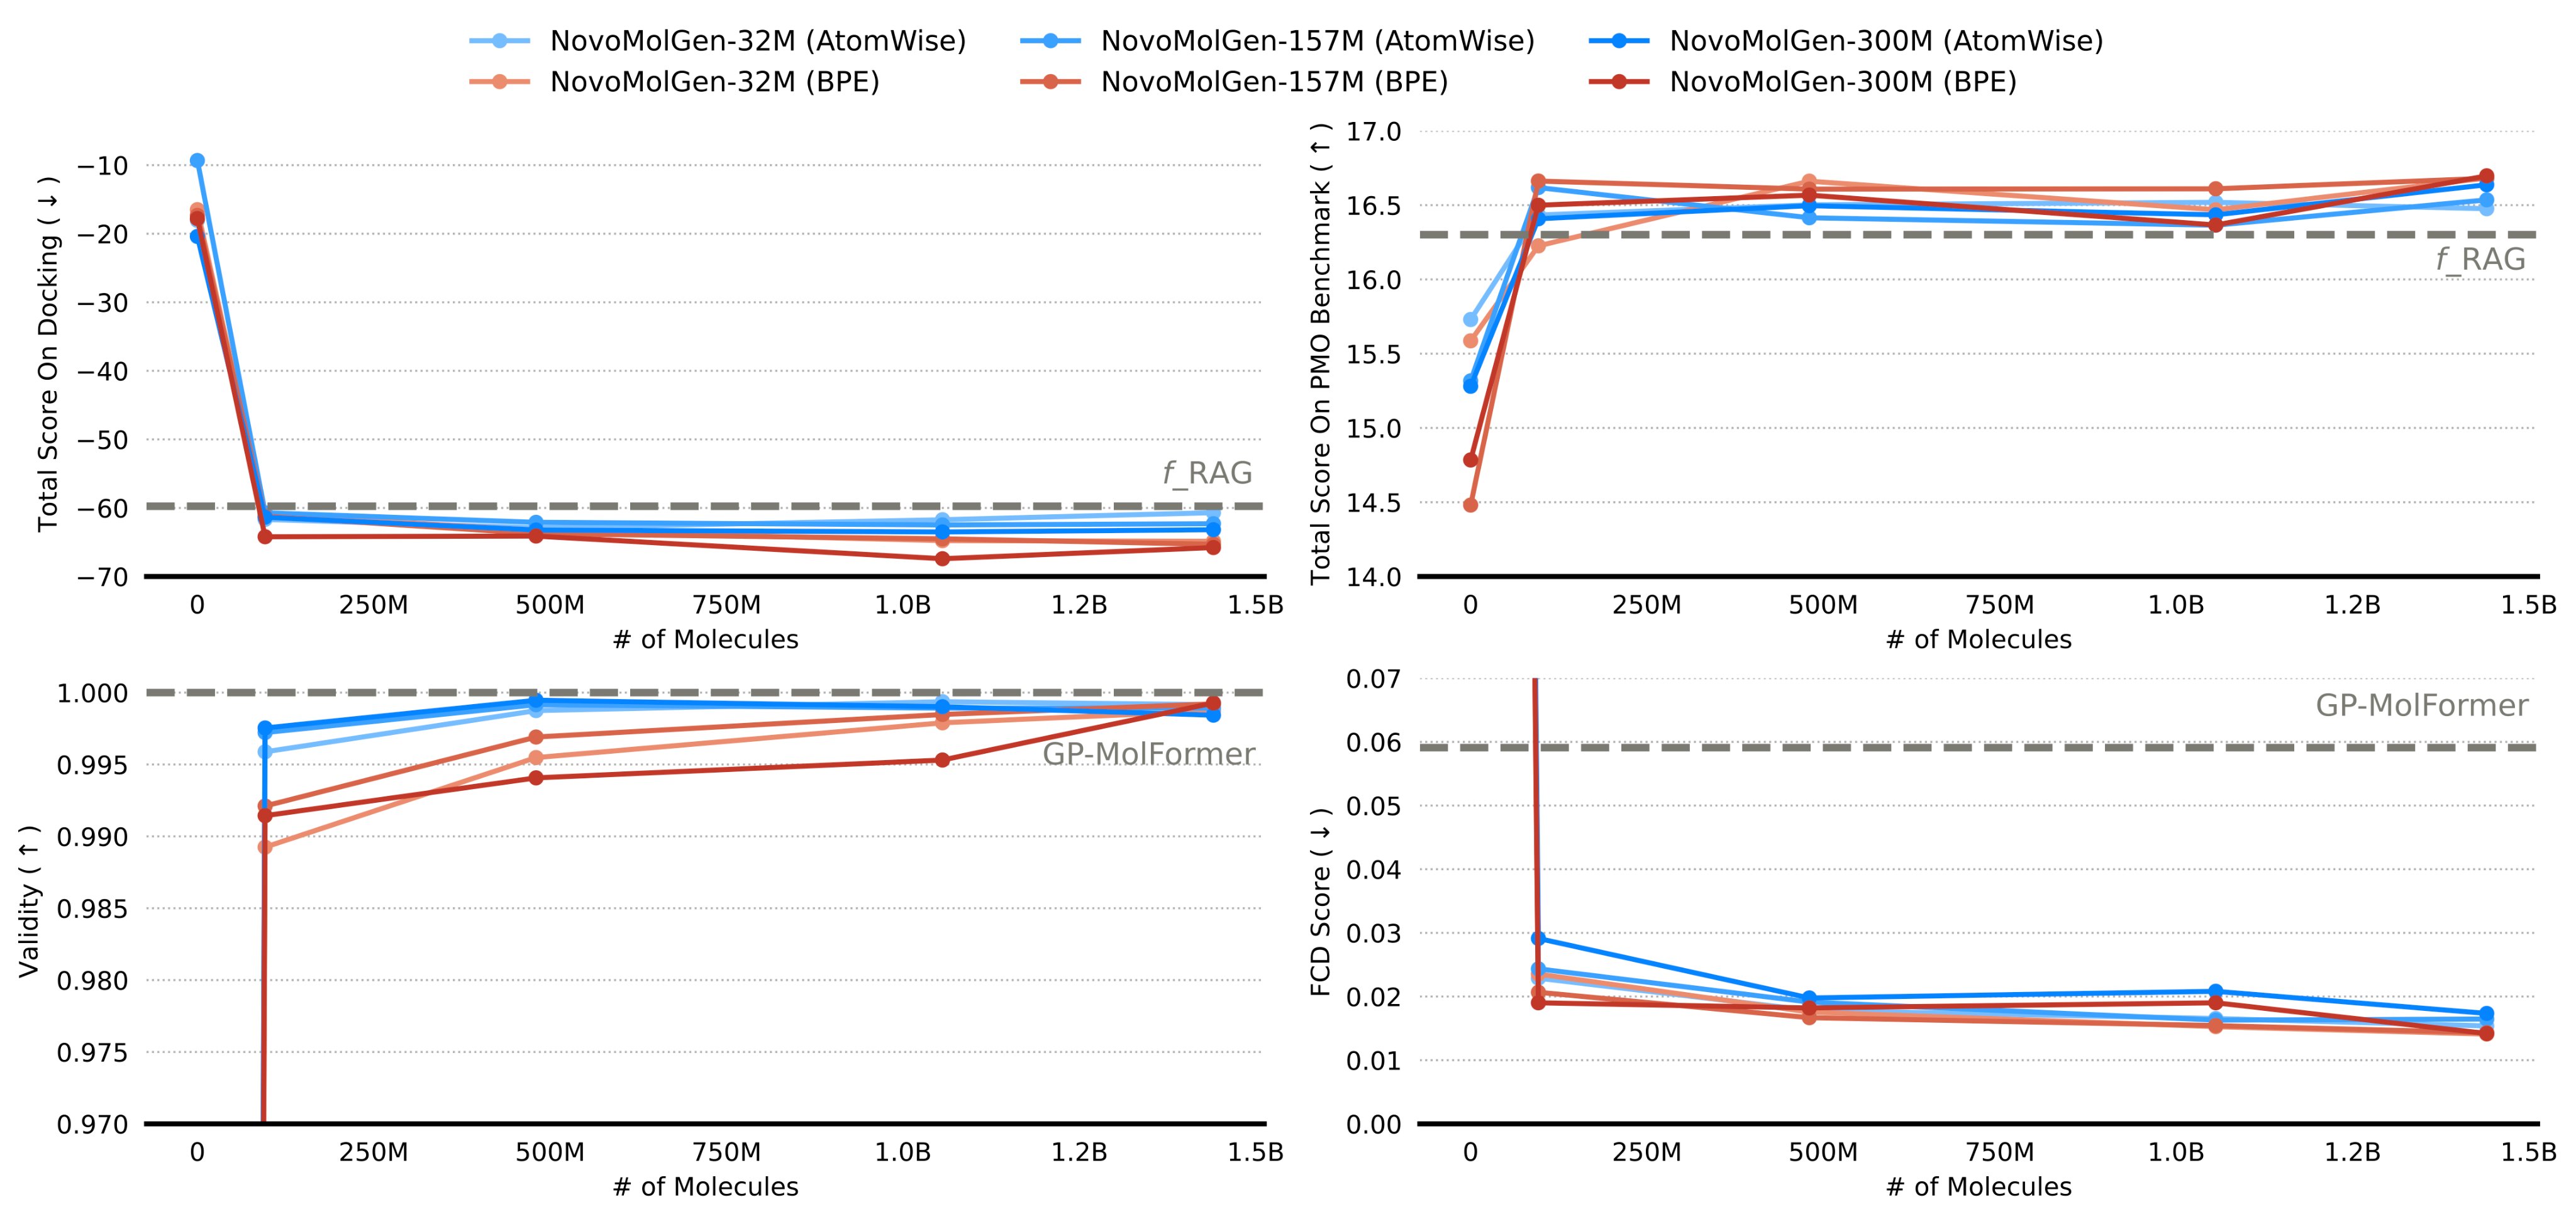 NovoMolGen-32M (AtomWise) NovoMolGen-157M (AtomWise) NovoMolGen-300M (AtomWise)
NovoMolGen-32M (BPE) NovoMolGen-157M (BPE) NovoMolGen-300M (BPE)
Total Score On Docking ( ↓ )
−10
−20
−30
−40
−50
−60
−70
f_RAG
0 250M 500M 750M 1.0B 1.2B 1.5B
# of Molecules
Total Score On PMO Benchmark ( ↑ )
17.0
16.5
16.0
15.5
15.0
14.5
14.0
f_RAG
0 250M 500M 750M 1.0B 1.2B 1.5B
# of Molecules
Validity ( ↑ )
1.000
0.995
0.990
0.985
0.980
0.975
0.970
GP-MolFormer
0 250M 500M 750M 1.0B 1.2B 1.5B
# of Molecules
FCD Score ( ↓ )
0.07
0.06
0.05
0.04
0.03
0.02
0.01
0.00
GP-MolFormer
0 250M 500M 750M 1.0B 1.2B 1.5B
# of Molecules